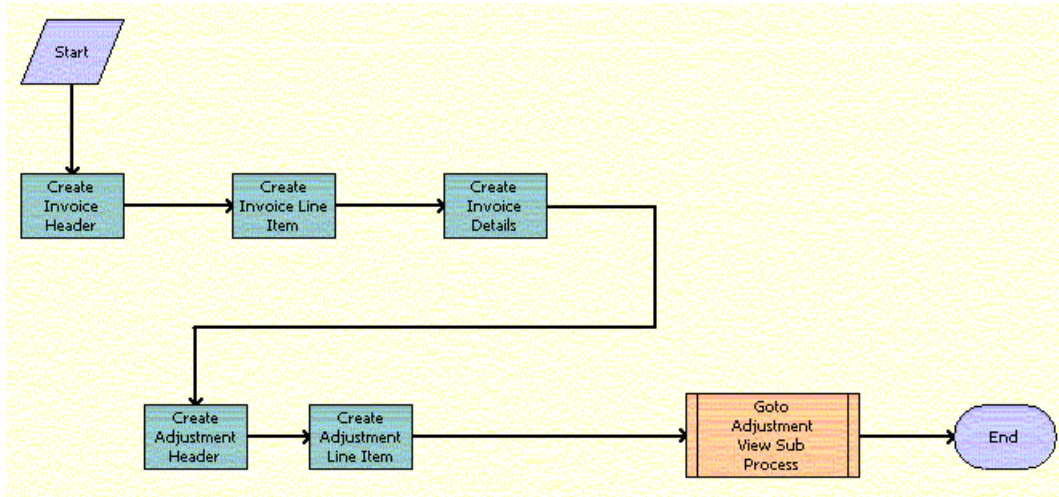 Start
Create
Invoice
Header
Create
Invoice Line
Item
Create
Invoice
Details
Create
Adjustment
Header
Create
Adjustment
Line Item
Goto
Adjustment
View Sub
Process
End